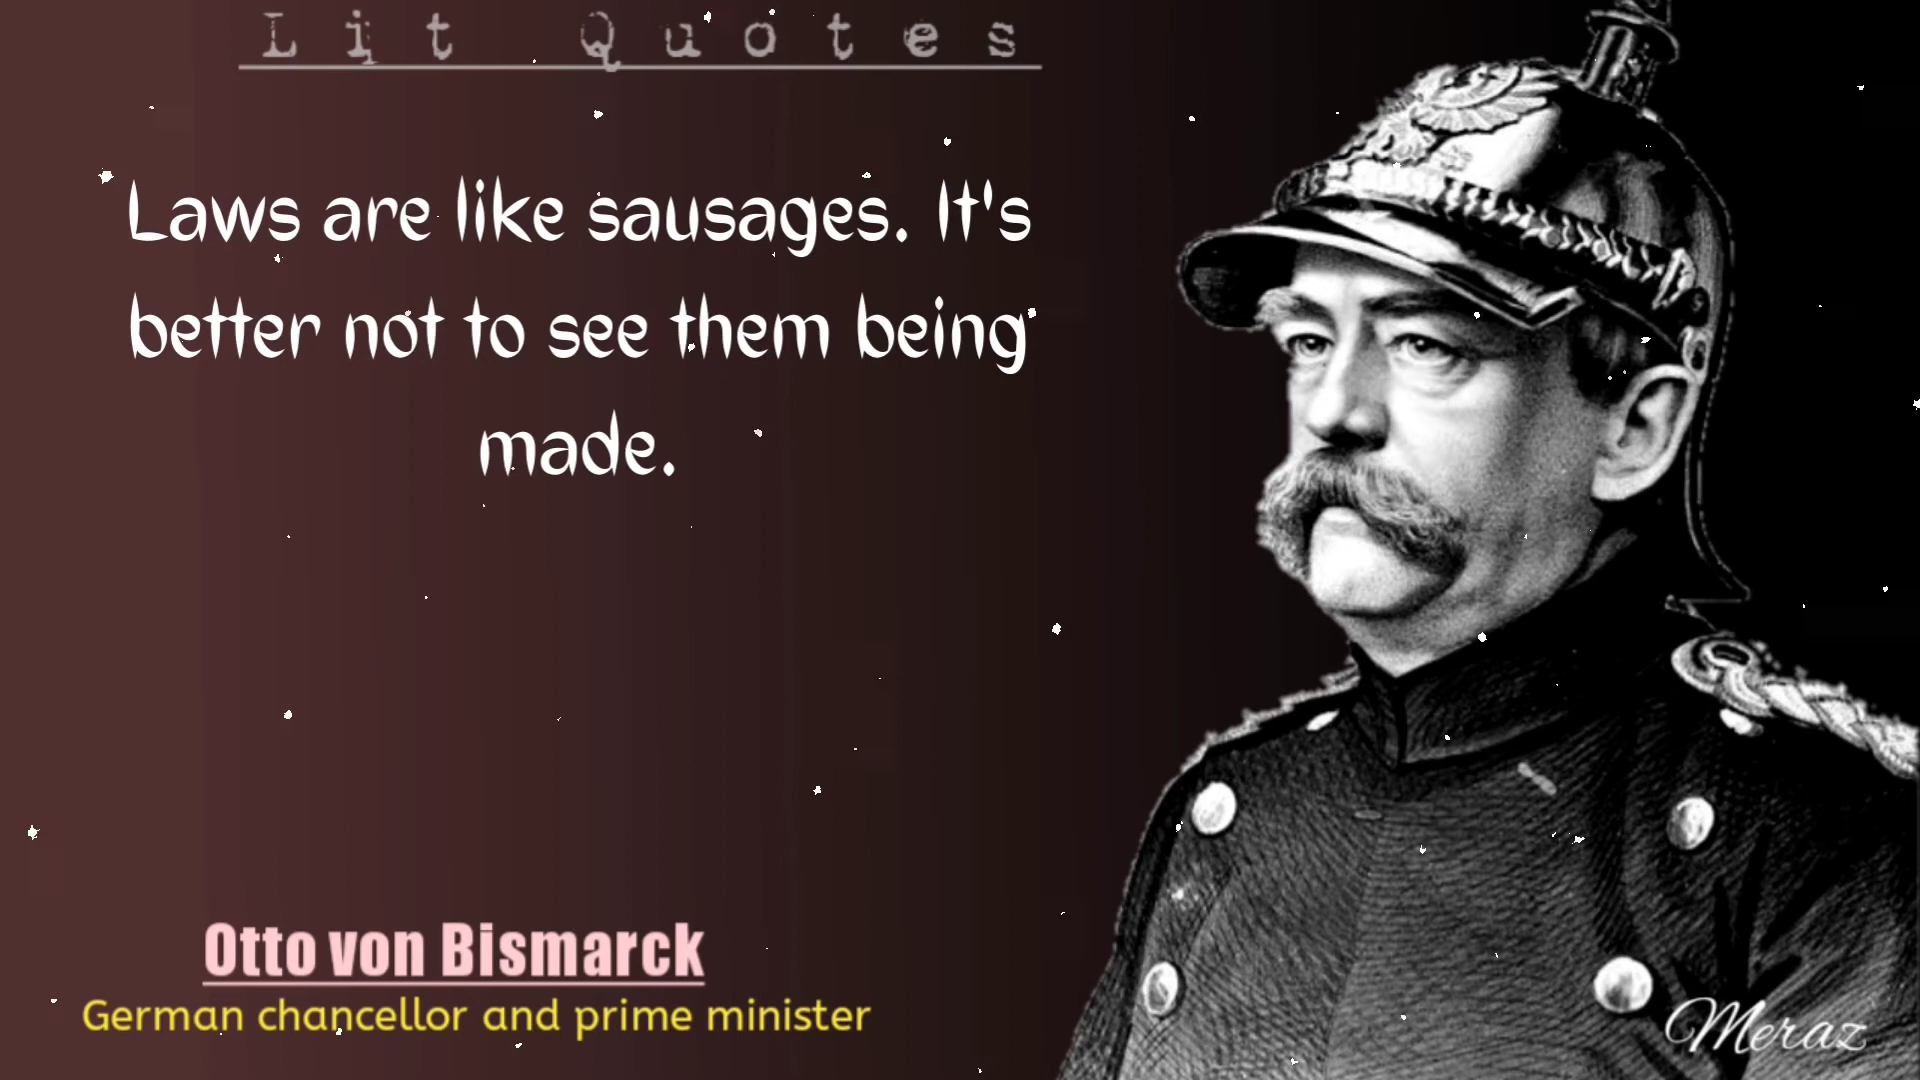 Lit Quotes
Laws are like sausages. It's
better not to see them being
made.
Otto von Bismarck
German chancellor and prime minister
Meraz